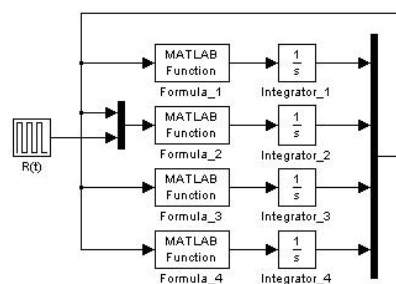 MATLAB
Function
Formula_1
1
s
Integrator_1
MATLAB
Function
Formula_2
1
s
Integrator_2
R(t)
MATLAB
Function
Formula_3
1
s
Integrator_3
MATLAB
Function
Formula_4
1
s
Integrator_4